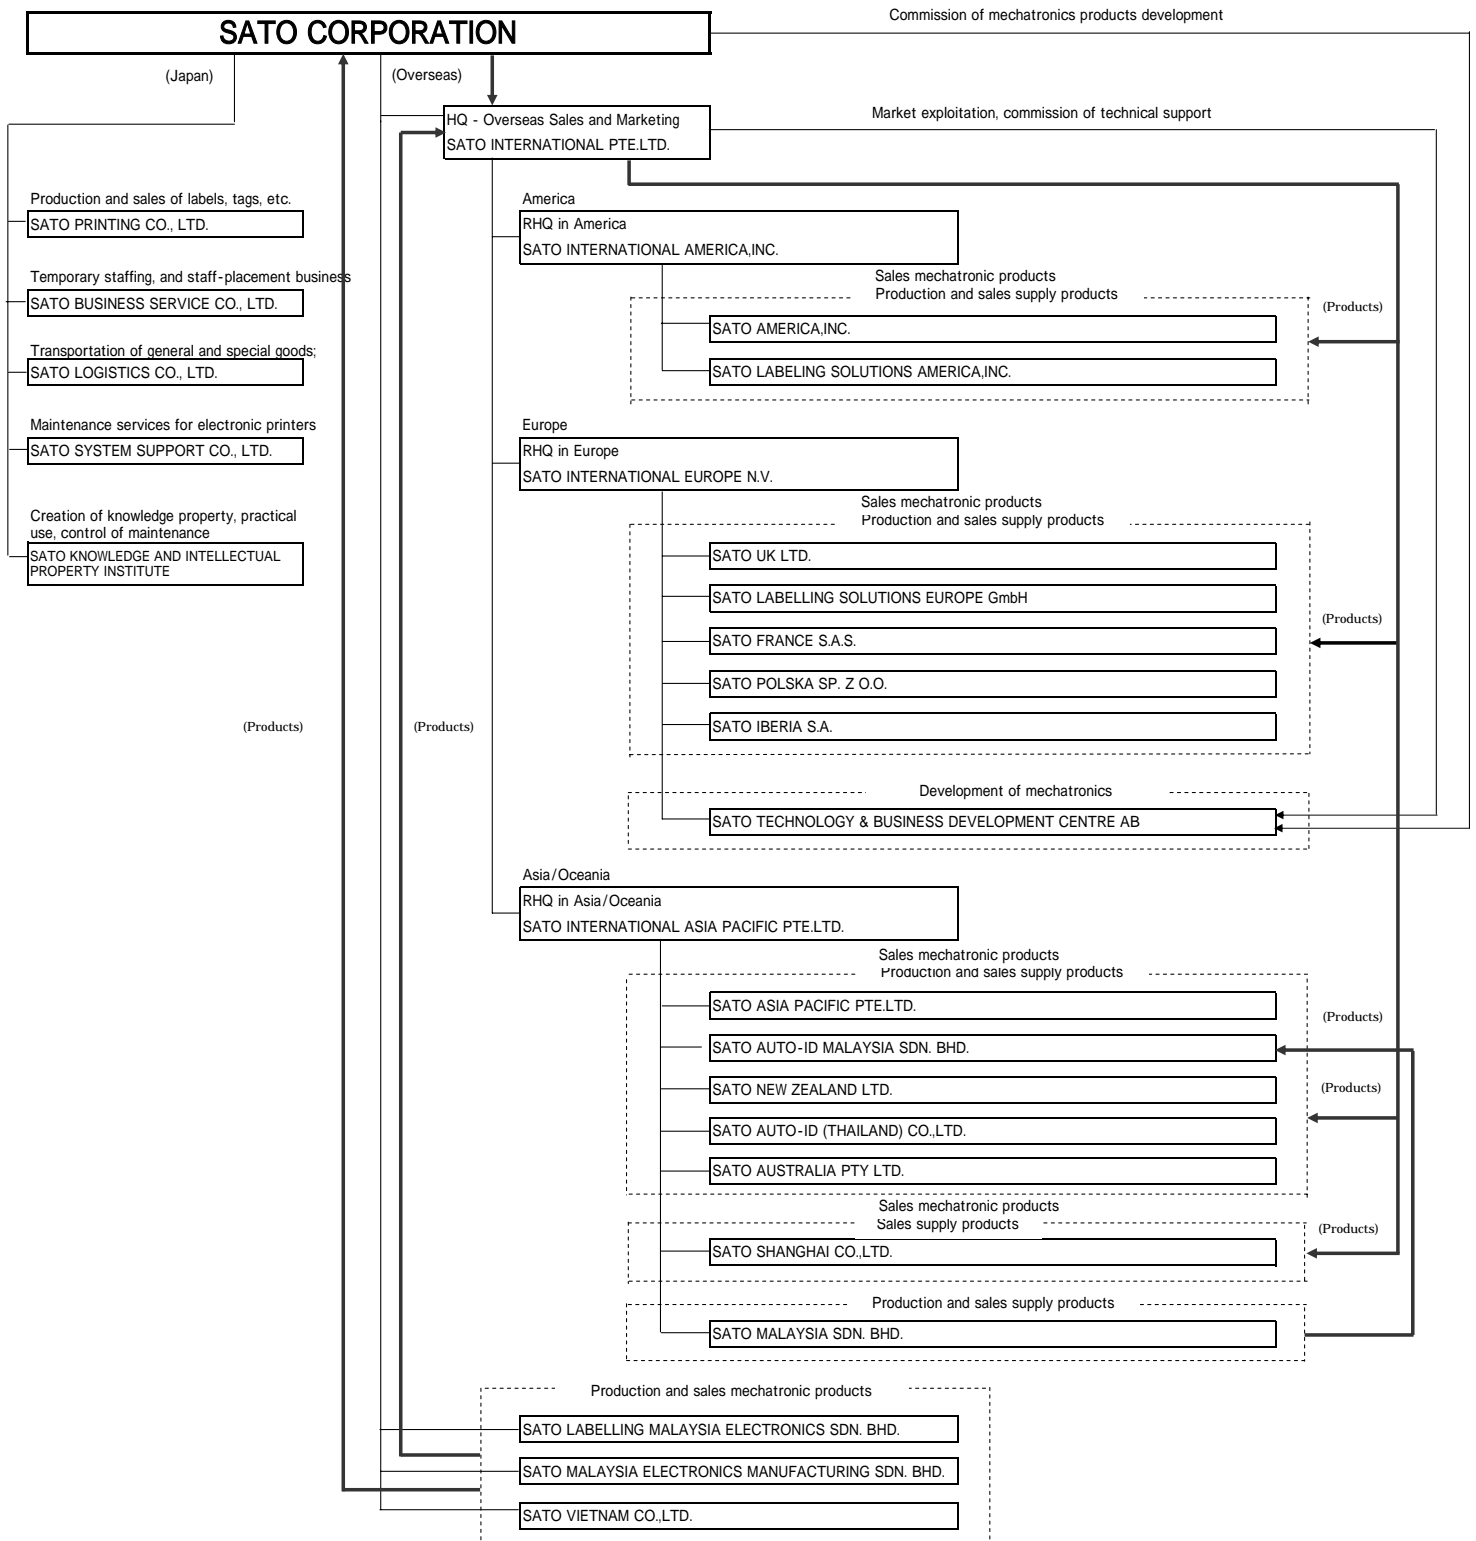 Commission of mechatronics products development
SATO CORPORATION
(Japan)
(Overseas)
Market exploitation, commission of technical support
HQ - Overseas Sales and Marketing
SATO INTERNATIONAL PTE.LTD.
Production and sales of labels, tags, etc.
SATO PRINTING CO., LTD.
Temporary staffing, and staff-placement business
SATO BUSINESS SERVICE CO., LTD.
Transportation of general and special goods;
SATO LOGISTICS CO., LTD.
Maintenance services for electronic printers
SATO SYSTEM SUPPORT CO., LTD.
Creation of knowledge property, practical
use, control of maintenance
SATO KNOWLEDGE AND INTELLECTUAL
PROPERTY INSTITUTE
America
RHQ in America
SATO INTERNATIONAL AMERICA,INC.
Sales mechatronic products
Production and sales supply products
(Products)
SATO AMERICA,INC.
SATO LABELING SOLUTIONS AMERICA,INC.
Europe
RHQ in Europe
SATO INTERNATIONAL EUROPE N.V.
Sales mechatronic products
Production and sales supply products
SATO UK LTD.
SATO LABELLING SOLUTIONS EUROPE GmbH
(Products)
SATO FRANCE S.A.S.
SATO POLSKA SP. Z O.O.
SATO IBERIA S.A.
(Products)
(Products)
Development of mechatronics
SATO TECHNOLOGY & BUSINESS DEVELOPMENT CENTRE AB
Asia/Oceania
RHQ in Asia/Oceania
SATO INTERNATIONAL ASIA PACIFIC PTE.LTD.
Sales mechatronic products
Production and sales supply products
SATO ASIA PACIFIC PTE.LTD.
(Products)
SATO AUTO-ID MALAYSIA SDN. BHD.
SATO NEW ZEALAND LTD.
(Products)
SATO AUTO-ID (THAILAND) CO.,LTD.
SATO AUSTRALIA PTY LTD.
Sales mechatronic products
Sales supply products
(Products)
SATO SHANGHAI CO.,LTD.
Production and sales supply products
SATO MALAYSIA SDN. BHD.
Production and sales mechatronic products
SATO LABELLING MALAYSIA ELECTRONICS SDN. BHD.
SATO MALAYSIA ELECTRONICS MANUFACTURING SDN. BHD.
SATO VIETNAM CO.,LTD.